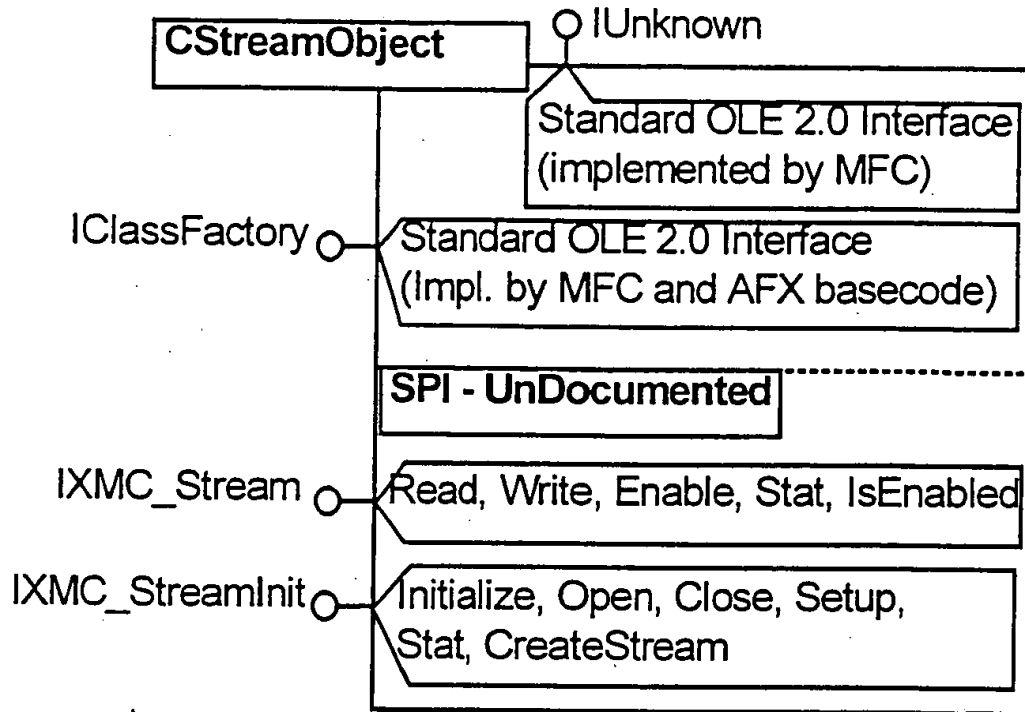 CStreamObject
IUnknown
Standard OLE 2.0 Interface
(implemented by MFC)
IClassFactory
Standard OLE 2.0 Interface
(Impl. by MFC and AFX basecode)
SPI - UnDocumented
IXMC_Stream
Read, Write, Enable, Stat, IsEnabled
IXMC_StreamInit
Initialize, Open, Close, Setup,
Stat, CreateStream